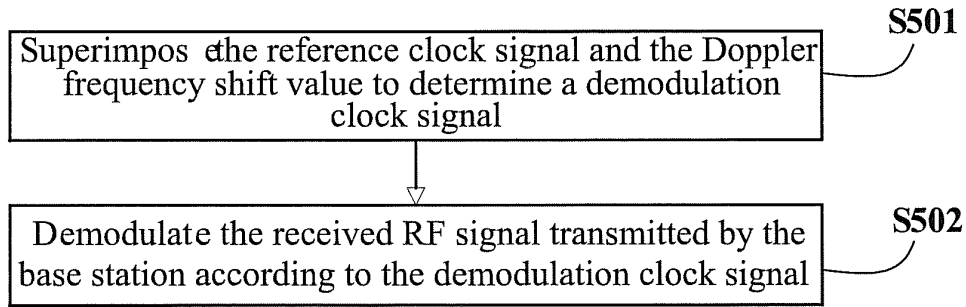 S501
Superimpos ethe reference clock signal and the Doppler
frequency shift value to determine a demodulation
clock signal
S502
Demodulate the received RF signal transmitted by the
base station according to the demodulation clock signal